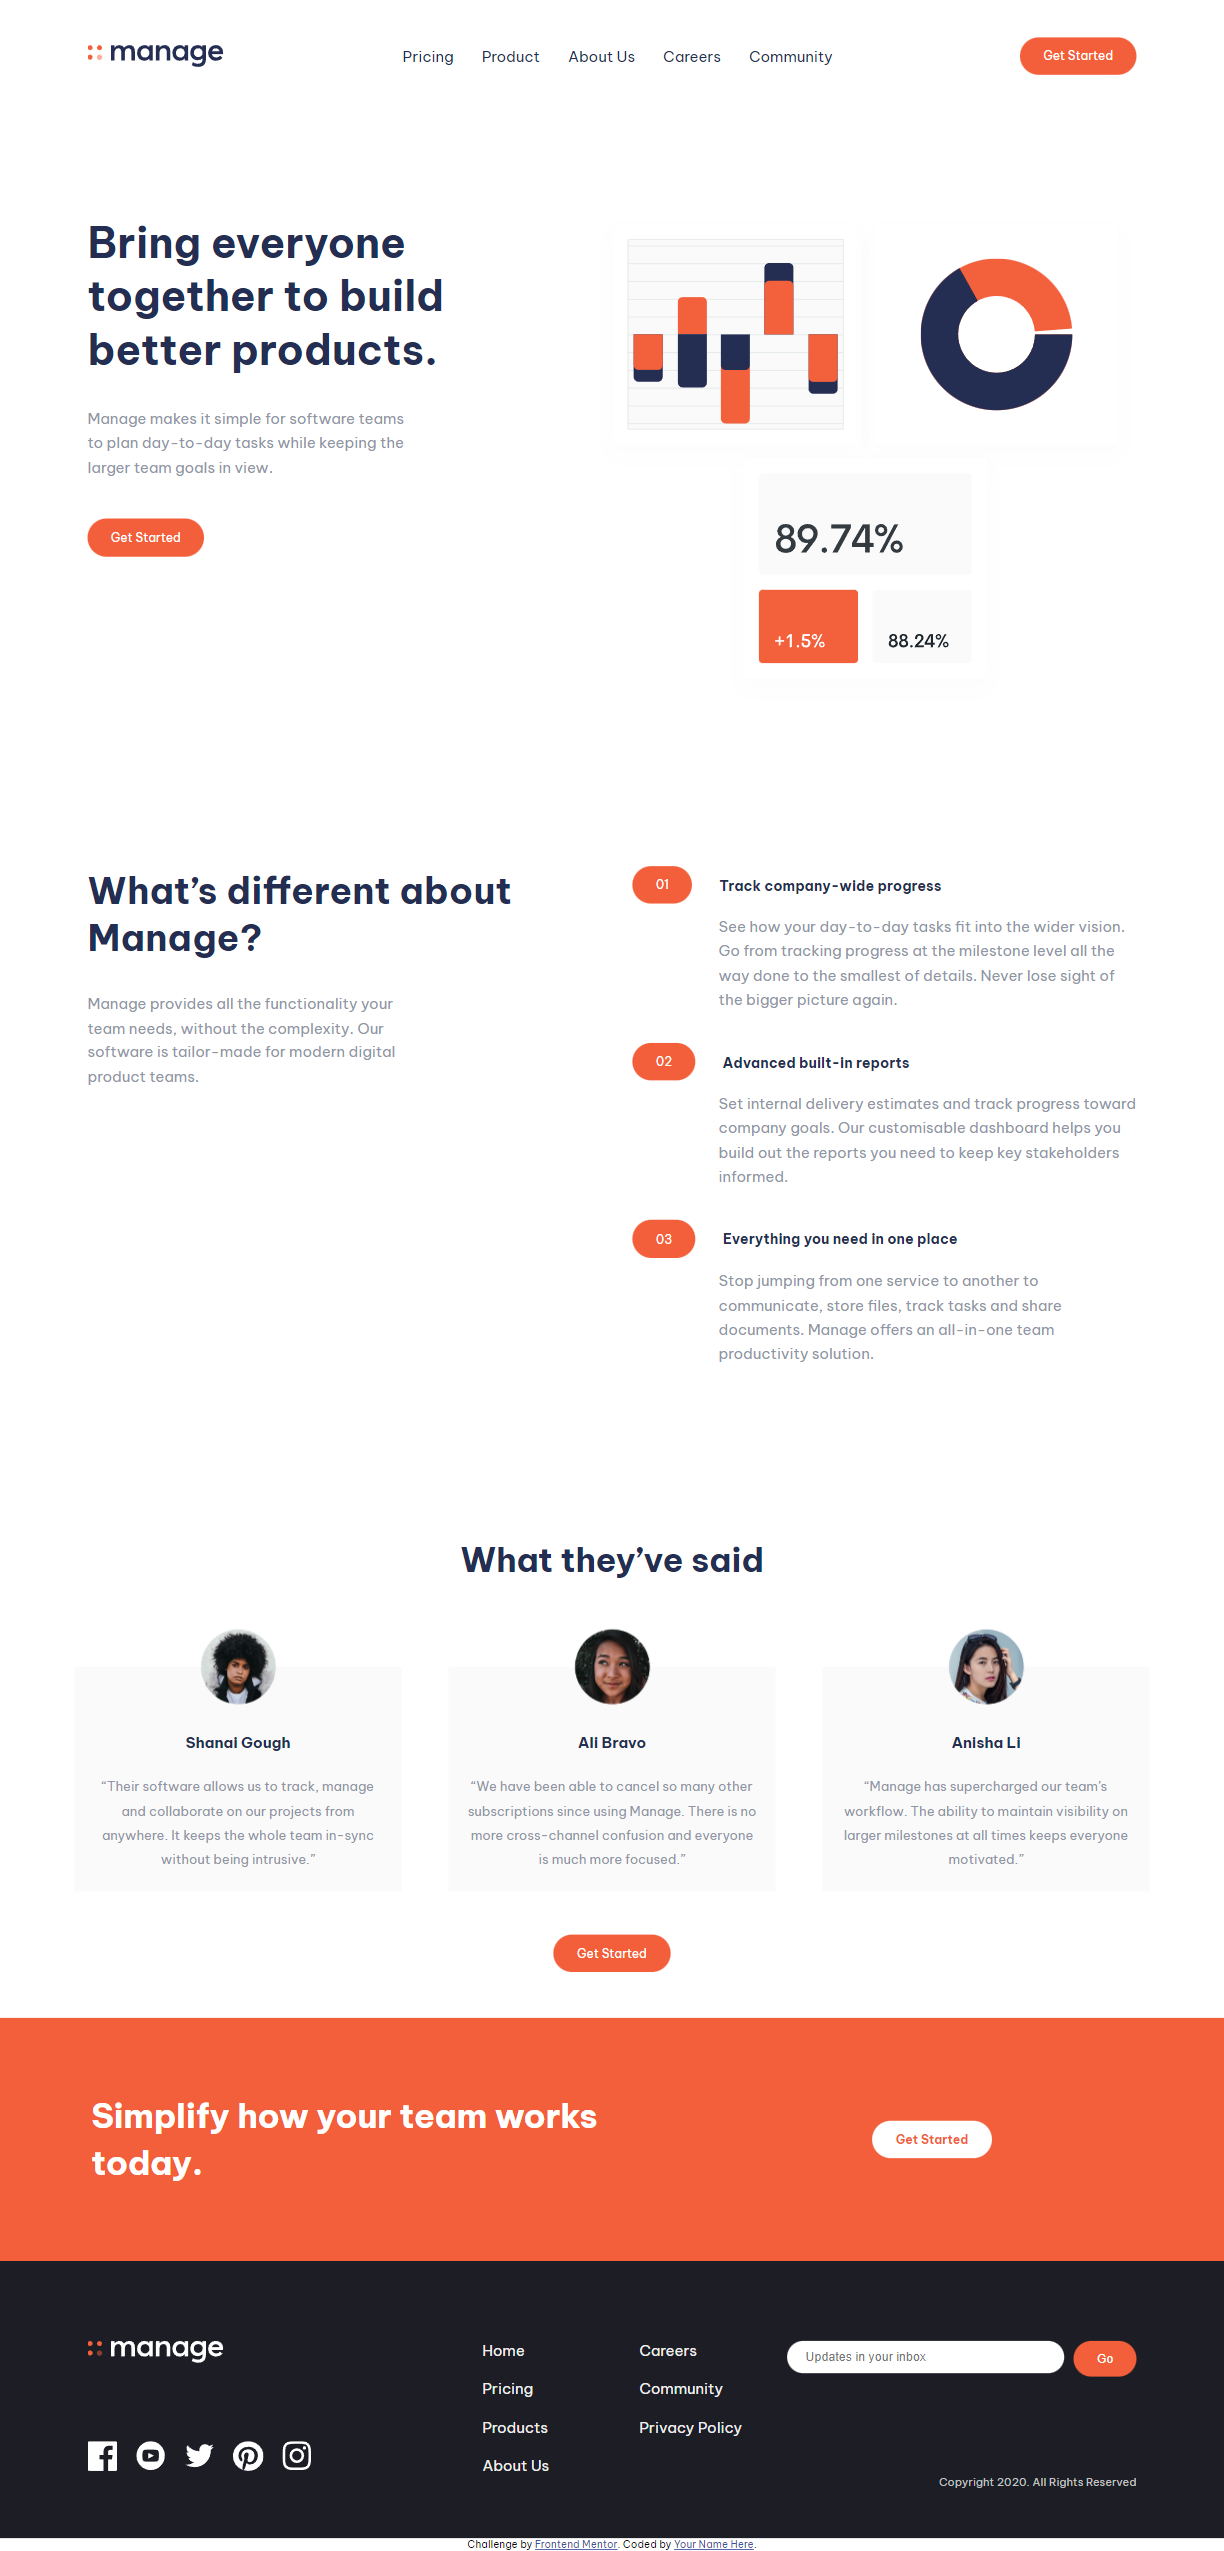 manage
Pricing Product About Us Careers Community
Get Started
Bring everyone
together to build
better products.
Manage makes it simple for software teams
to plan day-to-day tasks while keeping the
larger team goals in view.
Get Started
89.74%
+1.5%
88.24%
What’s different about
Manage?
Manage provides all the functionality your
team needs, without the complexity. Our
software is tailor-made for modern digital
product teams.
01
Track company-wide progress
See how your day-to-day tasks fit into the wider vision.
Go from tracking progress at the milestone level all the
way done to the smallest of details. Never lose sight of
the bigger picture again.
02
Advanced built-in reports
Set internal delivery estimates and track progress toward
company goals. Our customisable dashboard helps you
build out the reports you need to keep key stakeholders
informed.
03
Everything you need in one place
Stop jumping from one service to another to
communicate, store files, track tasks and share
documents. Manage offers an all-in-one team
productivity solution.
What they’ve said
Shanai Gough
“Their software allows us to track, manage
and collaborate on our projects from
anywhere. It keeps the whole team in-sync
without being intrusive.”
Ali Bravo
“We have been able to cancel so many other
subscriptions since using Manage. There is no
more cross-channel confusion and everyone
is much more focused.”
Anisha Li
“Manage has supercharged our team’s
workflow. The ability to maintain visibility on
larger milestones at all times keeps everyone
motivated.”
Get Started
Simplify how your team works
today.
Get Started
manage
Home
Pricing
Products
About Us
Careers
Community
Privacy Policy
Updates in your inbox
Go
Copyright 2020. All Rights Reserved
Challenge by Frontend Mentor. Coded by Your Name Here.